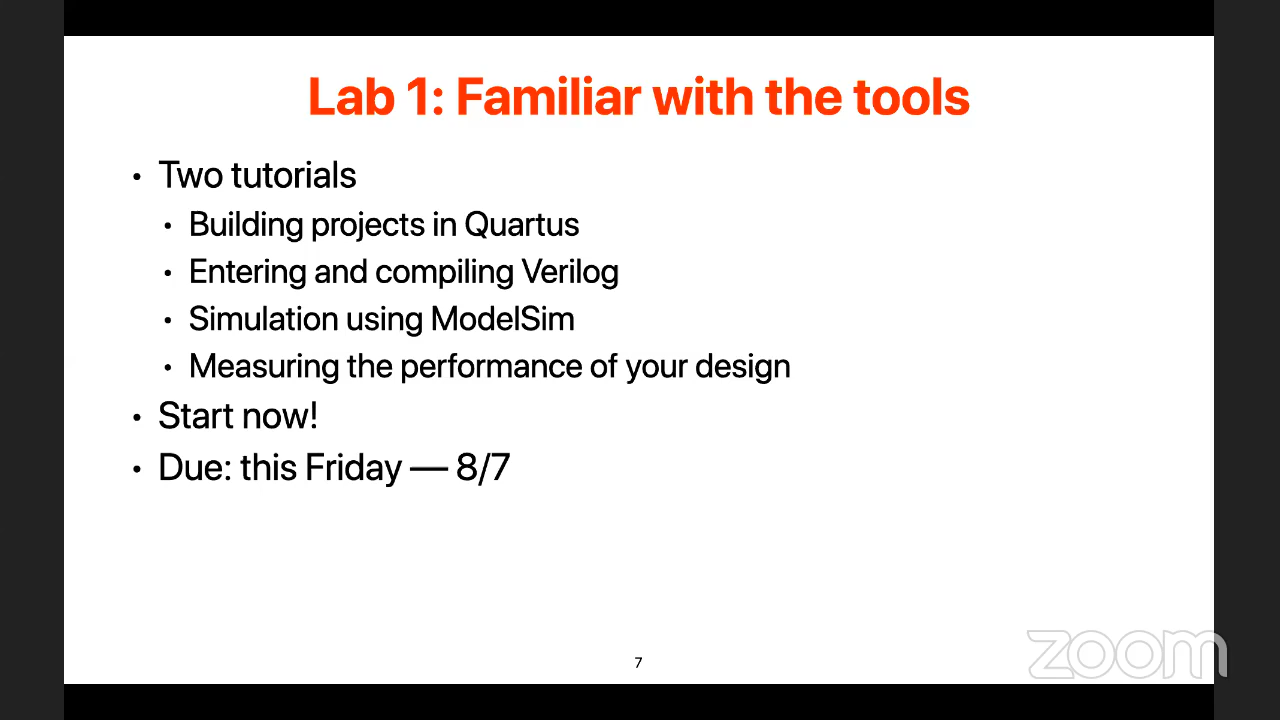 Lab 1: Familiar with the tools
• Two tutorials
• Building projects in Quartus
• Entering and compiling Verilog
• Simulation using ModelSim
• Measuring the performance of your design
• Start now!
• Due: this Friday — 8/7
7
zoom